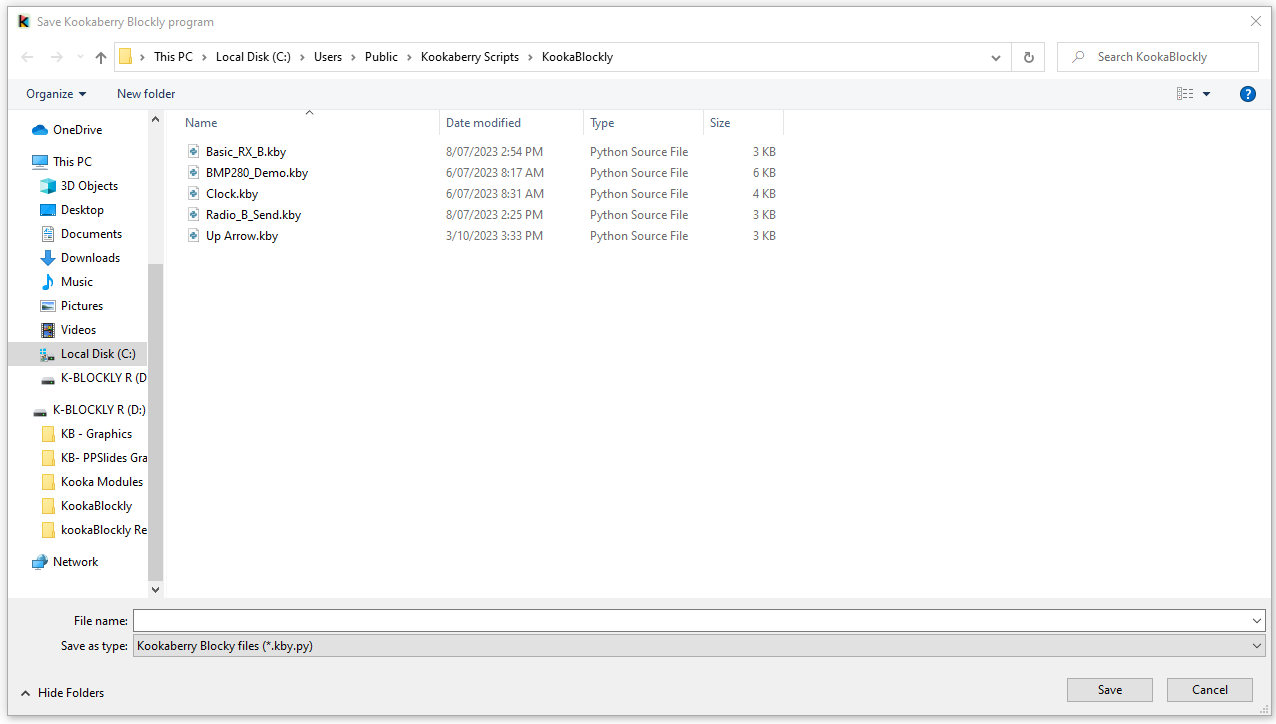 Save Kookaberry Blockly program
This PC > Local Disk (C:) > Users > Public > Kookaberry Scripts > KookaBlockly
Search KookaBlockly
Organize
New folder
?
OneDrive
This PC
3D Objects
Desktop
Documents
Downloads
Music
Pictures
Videos
Local Disk (C:)
K-BLOCKLY R (D
K-BLOCKLY R (D:)
KB - Graphics
KB- PPSlides Gra
Kooka Modules
KookaBlockly
kookaBlockly Re
Network
Name Date modified Type Size
Basic_RX_B.kby 8/07/2023 2:54 PM Python Source File 3 KB
BMP280_Demo.kby 6/07/2023 8:17 AM Python Source File 6 KB
Clock.kby 6/07/2023 8:31 AM Python Source File 4 KB
Radio_B_Send.kby 8/07/2023 2:25 PM Python Source File 3 KB
Up Arrow.kby 3/10/2023 3:33 PM Python Source File 3 KB
File name:
Save as type: Kookaberry Blocky files (*.kby.py)
Hide Folders
Save
Cancel